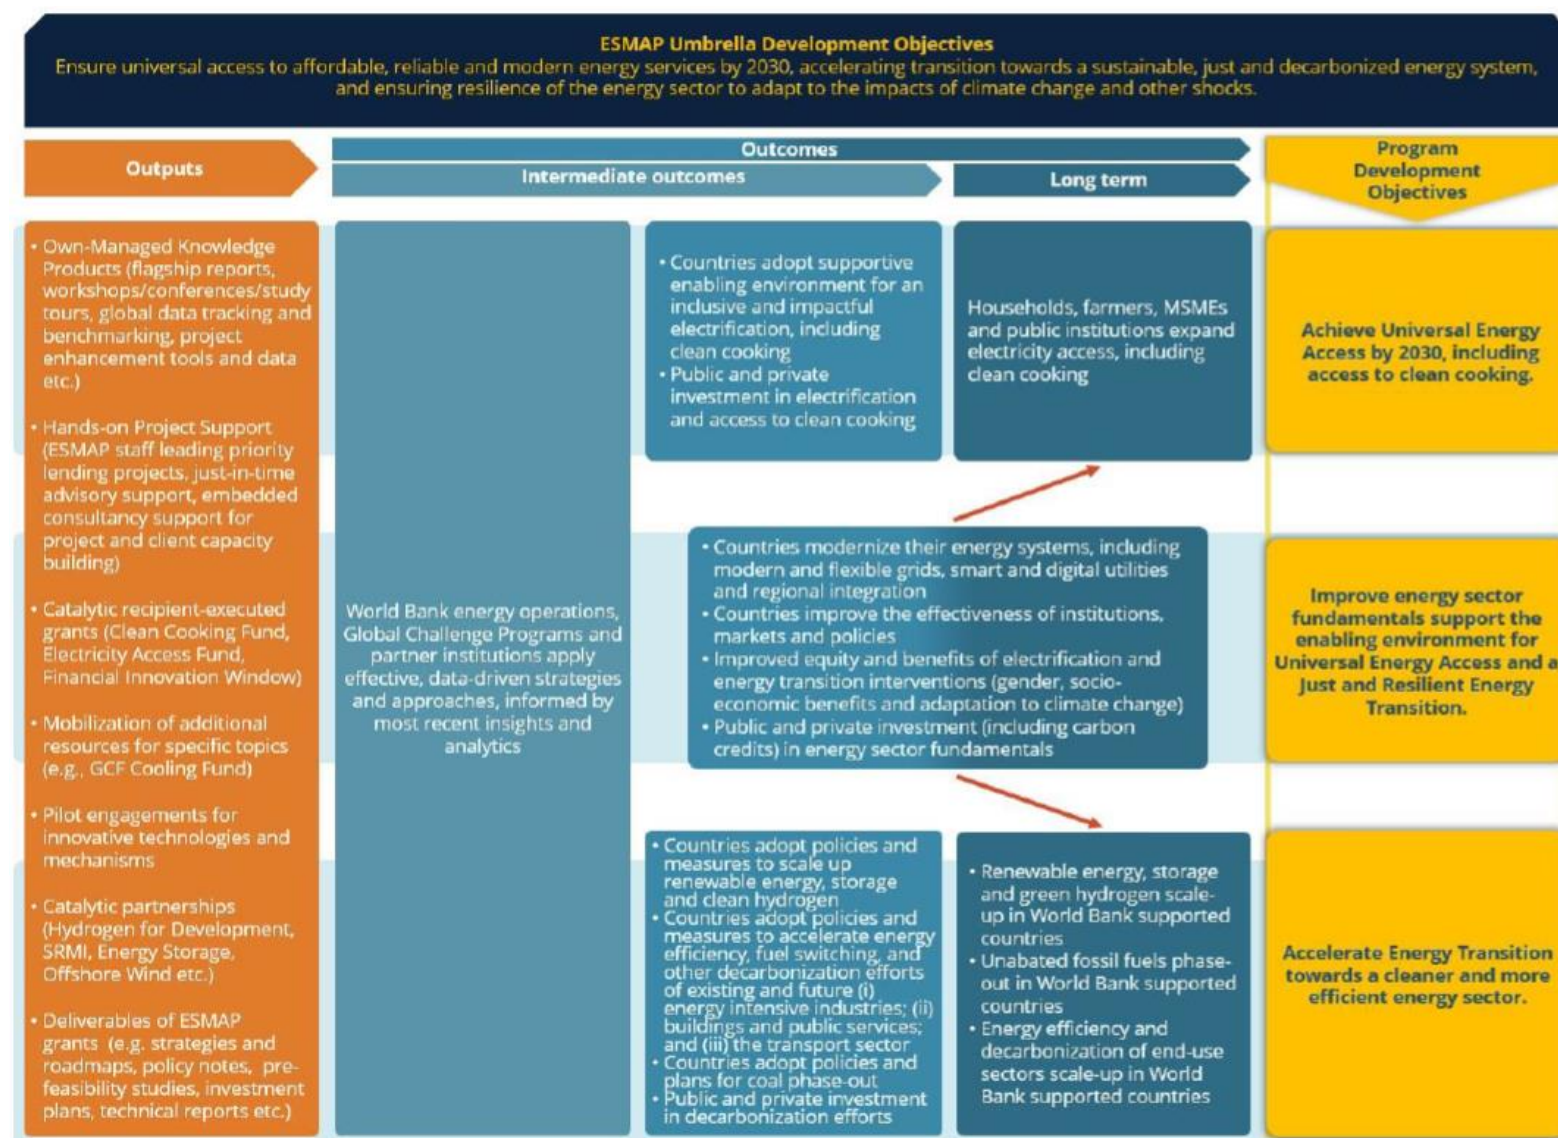 ESMAP Umbrella Development Objectives
Ensure universal access to affordable, reliable and modern energy services by 2030, accelerating transition towards a sustainable, just and decarbonized energy system,
and ensuring resilience of the energy sector to adapt to the impacts of climate change and other shocks.
Outputs
Outcomes
Intermediate outcomes
Long term
Program
Development
Objectives
• Own-Managed Knowledge
Products (flagship reports,
workshops/conferences/study
tours, global data tracking and
benchmarking, project
enhancement tools and data
etc.)
• Hands-on Project Support
(ESMAP staff leading priority
lending projects, just-in-time
advisory support, embedded
consultancy support for
project and client capacity
building)
• Catalytic recipient-executed
grants (Clean Cooking Fund,
Electricity Access Fund,
Financial Innovation Window)
• Mobilization of additional
resources for specific topics
(e.g., GCF Cooling Fund)
• Pilot engagements for
innovative technologies and
mechanisms
• Catalytic partnerships
(Hydrogen for Development,
SRMI, Energy Storage,
Offshore Wind etc.)
• Deliverables of ESMAP
grants (e.g. strategies and
roadmaps, policy notes, pre-
feasibility studies, investment
plans, technical reports etc.)
World Bank energy operations,
Global Challenge Programs and
partner institutions apply
effective, data-driven strategies
and approaches, informed by
most recent insights and
analytics
• Countries adopt supportive
enabling environment for an
inclusive and impactful
electrification, including
clean cooking
• Public and private
investment in electrification
and access to clean cooking
Households, farmers, MSMEs
and public institutions expand
electricity access, including
clean cooking
Achieve Universal Energy
Access by 2030, including
access to clean cooking.
• Countries modernize their energy systems, including
modern and flexible grids, smart and digital utilities
and regional integration
• Countries improve the effectiveness of institutions,
markets and policies
• Improved equity and benefits of electrification and
energy transition interventions (gender, socio-
economic benefits and adaptation to climate change)
• Public and private investment (including carbon
credits) in energy sector fundamentals
Improve energy sector
fundamentals support the
enabling environment for
Universal Energy Access and a
Just and Resilient Energy
Transition.
• Countries adopt policies and
measures to scale up
renewable energy, storage
and clean hydrogen
• Countries adopt policies and
measures to accelerate energy
efficiency, fuel switching, and
other decarbonization efforts
of existing and future (i)
energy intensive industries; (ii)
buildings and public services;
and (iii) the transport sector
• Countries adopt policies and
plans for coal phase-out
• Public and private investment
in decarbonization efforts
• Renewable energy, storage
and green hydrogen scale-
up in World Bank supported
countries
• Unabated fossil fuels phase-
out in World Bank supported
countries
• Energy efficiency and
decarbonization of end-use
sectors scale-up in World
Bank supported countries
Accelerate Energy Transition
towards a cleaner and more
efficient energy sector.